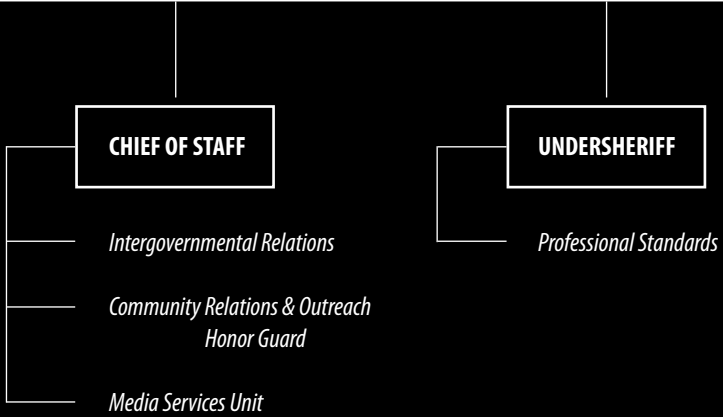 CHIEF OF STAFF
Intergovernmental Relations
Community Relations & Outreach
Honor Guard
Media Services Unit
UNDERSHERIFF
Professional Standards